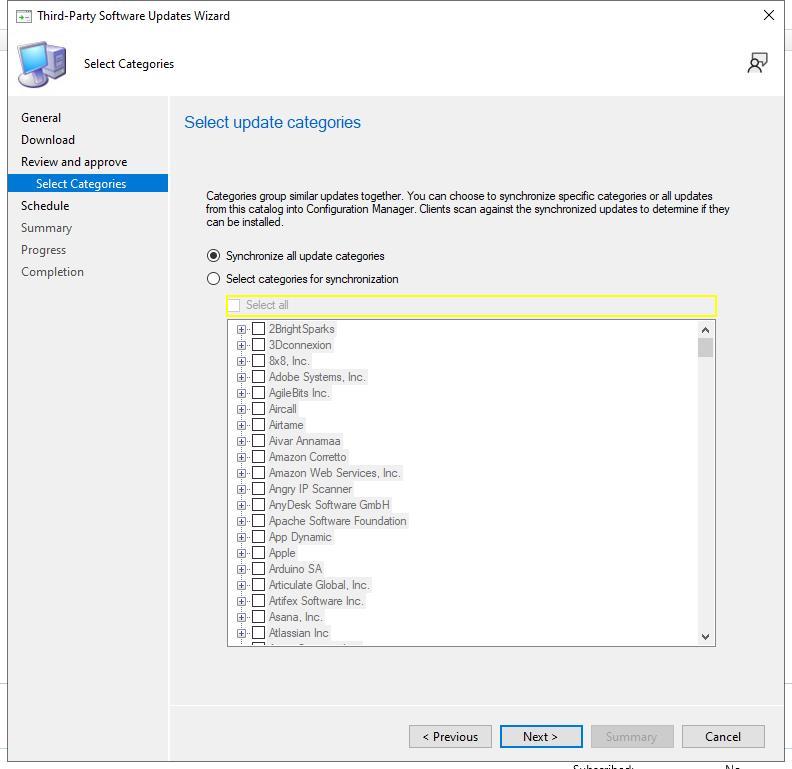 Third-Party Software Updates Wizard
Select Categories
General
Download
Review and approve
Select Categories
Schedule
Summary
Progress
Completion
Select update categories
Categories group similar updates together. You can choose to synchronize specific categories or all updates
from this catalog into Configuration Manager. Clients scan against the synchronized updates to determine if they
can be installed.
Synchronize all update categories
Select categories for synchronization
Select all
2BrightSparks
3Dconnexion
8x8, Inc.
Adobe Systems, Inc.
AgileBits Inc.
Aircall
Airtame
Aivar Annamaa
Amazon Corretto
Amazon Web Services, Inc.
Angry IP Scanner
AnyDesk Software GmbH
Apache Software Foundation
App Dynamic
Apple
Arduino SA
Articulate Global, Inc.
Artifex Software Inc.
Asana, Inc.
Atlassian Inc
< Previous
Next >
Summary
Cancel